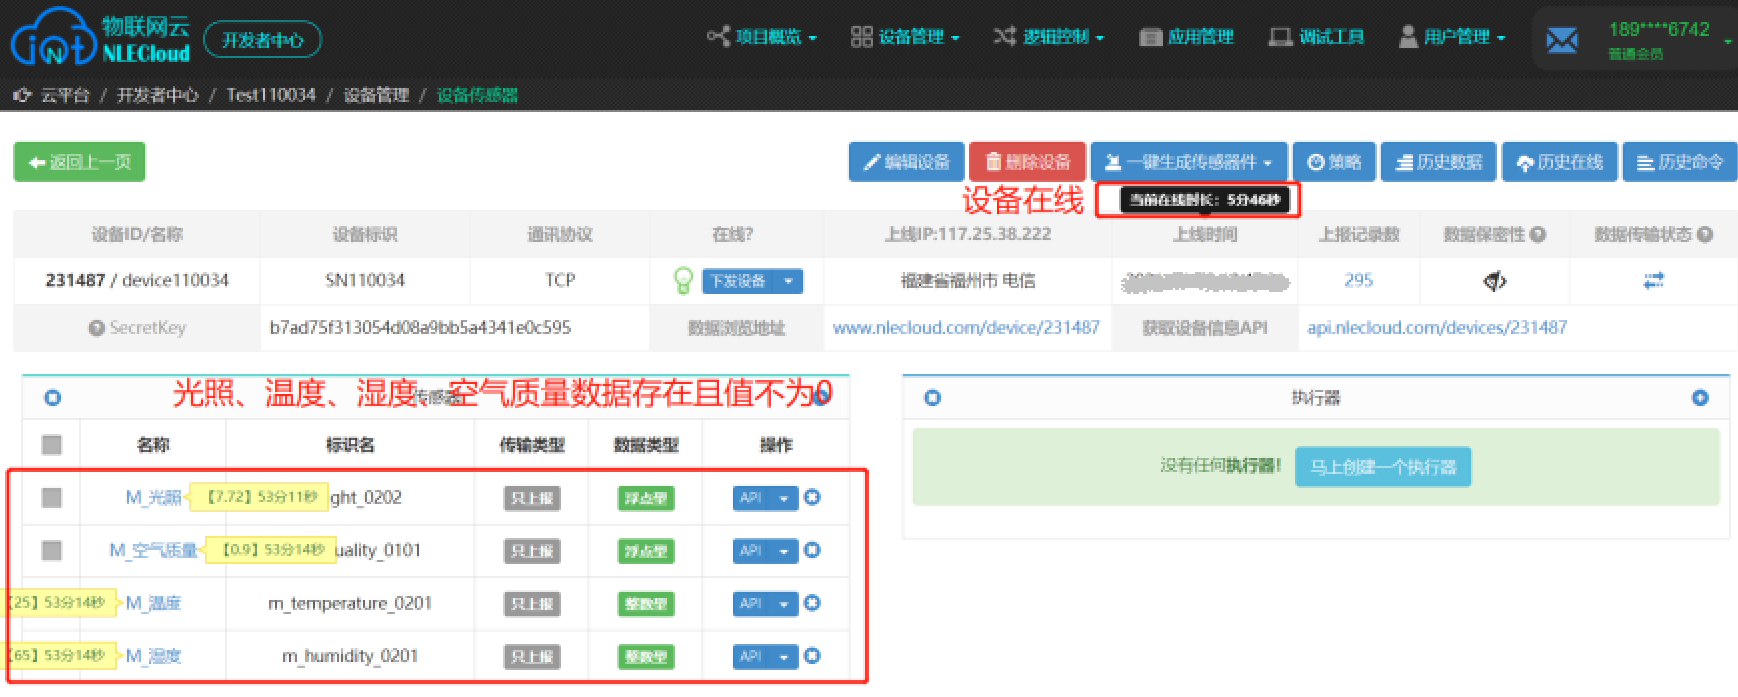 物联网云
NLECloud
开发者中心
项目概览
设备管理
逻辑控制
应用管理
调试工具
用户管理
189****6742
普通会员
云平台 / 开发者中心 / Test110034 / 设备管理 / 设备传感器
返回上一页
编辑设备
删除设备
一键生成传感器件
策略
历史数据
历史在线
历史命令
设备在线
当前在线时长：5分46秒
设备ID/名称 设备标识 通讯协议 在线? 上线IP:117.25.38.222 上线时间 上报记录数 数据保密性 数据传输状态
231487 / device110034 SN110034 TCP 下发设备 福建省福州市 电信 295
SecretKey b7ad75f313054d08a9bb5a4341e0c595 数据浏览地址 www.nlecloud.com/device/231487 获取设备信息API api.nlecloud.com/devices/231487
光照、温度、湿度、空气质量数据存在且值不为0
传感器
名称 标识名 传输类型 数据类型 操作
M_光照 【7.72】53分11秒 ght_0202 只上报 浮点型 API
M_空气质量 【0.9】53分14秒 uality_0101 只上报 浮点型 API
【25】53分14秒 M_温度 m_temperature_0201 只上报 整数型 API
【65】53分14秒 M_湿度 m_humidity_0201 只上报 整数型 API
执行器
没有任何执行器! 马上创建一个执行器